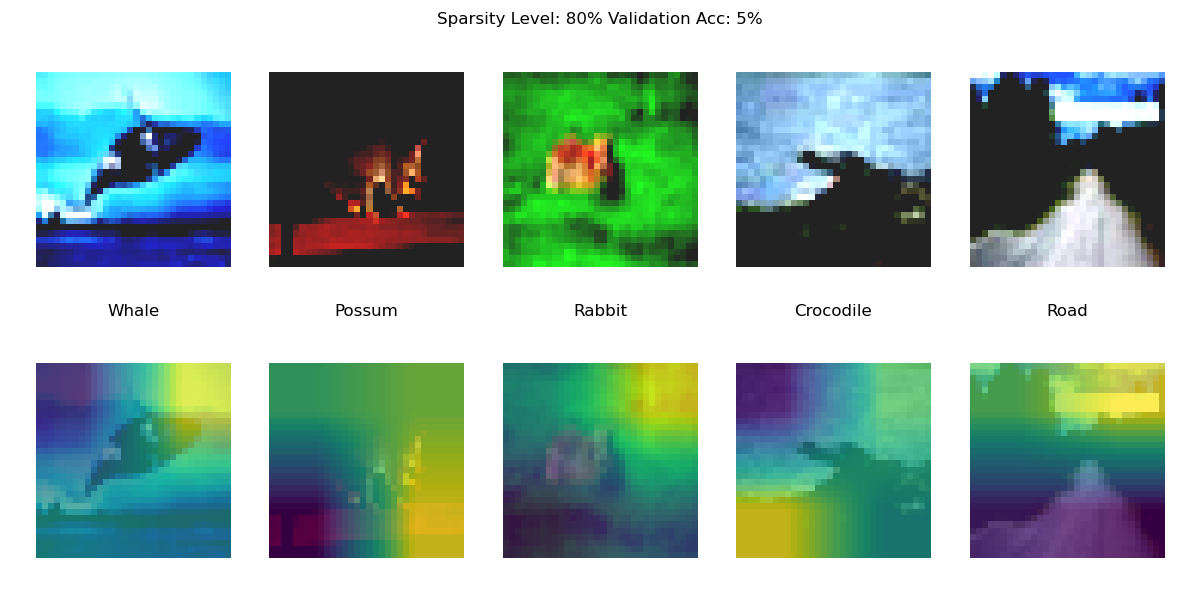 Sparsity Level: 80% Validation Acc: 5%
Whale
Possum
Rabbit
Crocodile
Road